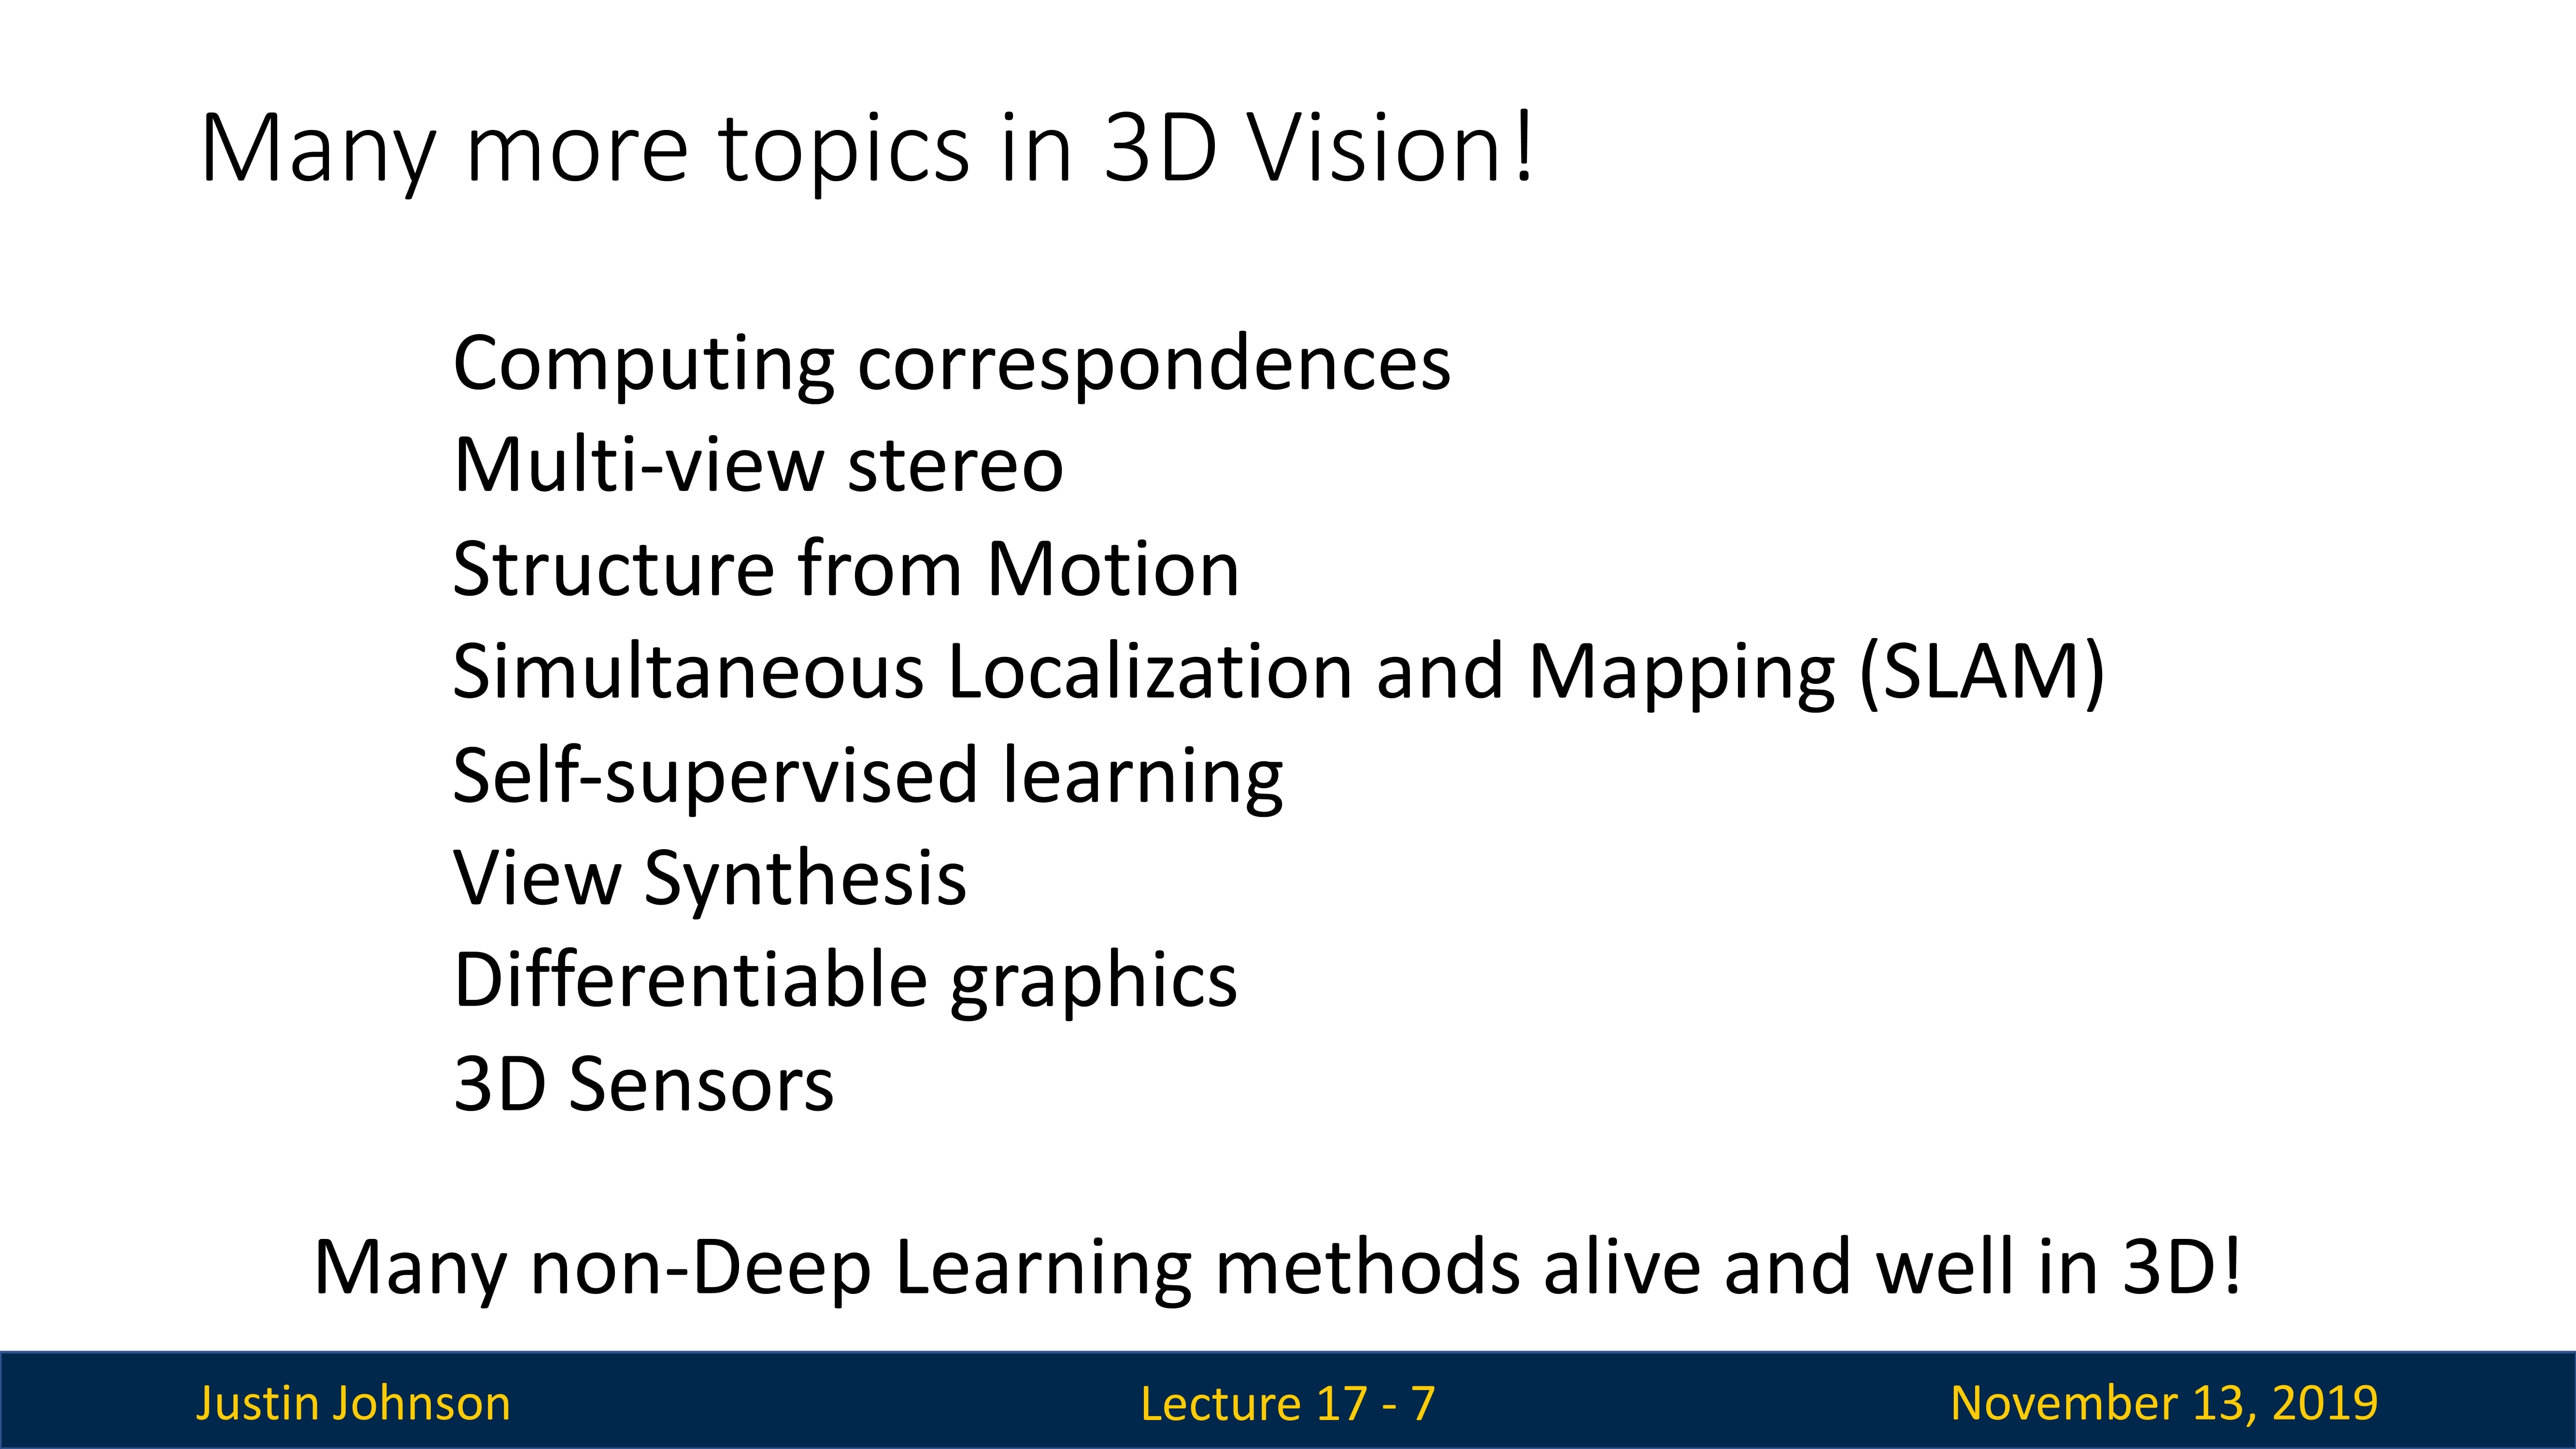 Many more topics in 3D Vision!
Computing correspondences
Multi-view stereo
Structure from Motion
Simultaneous Localization and Mapping (SLAM)
Self-supervised learning
View Synthesis
Differentiable graphics
3D Sensors
Many non-Deep Learning methods alive and well in 3D!
Justin Johnson
Lecture 17 - 7
November 13, 2019